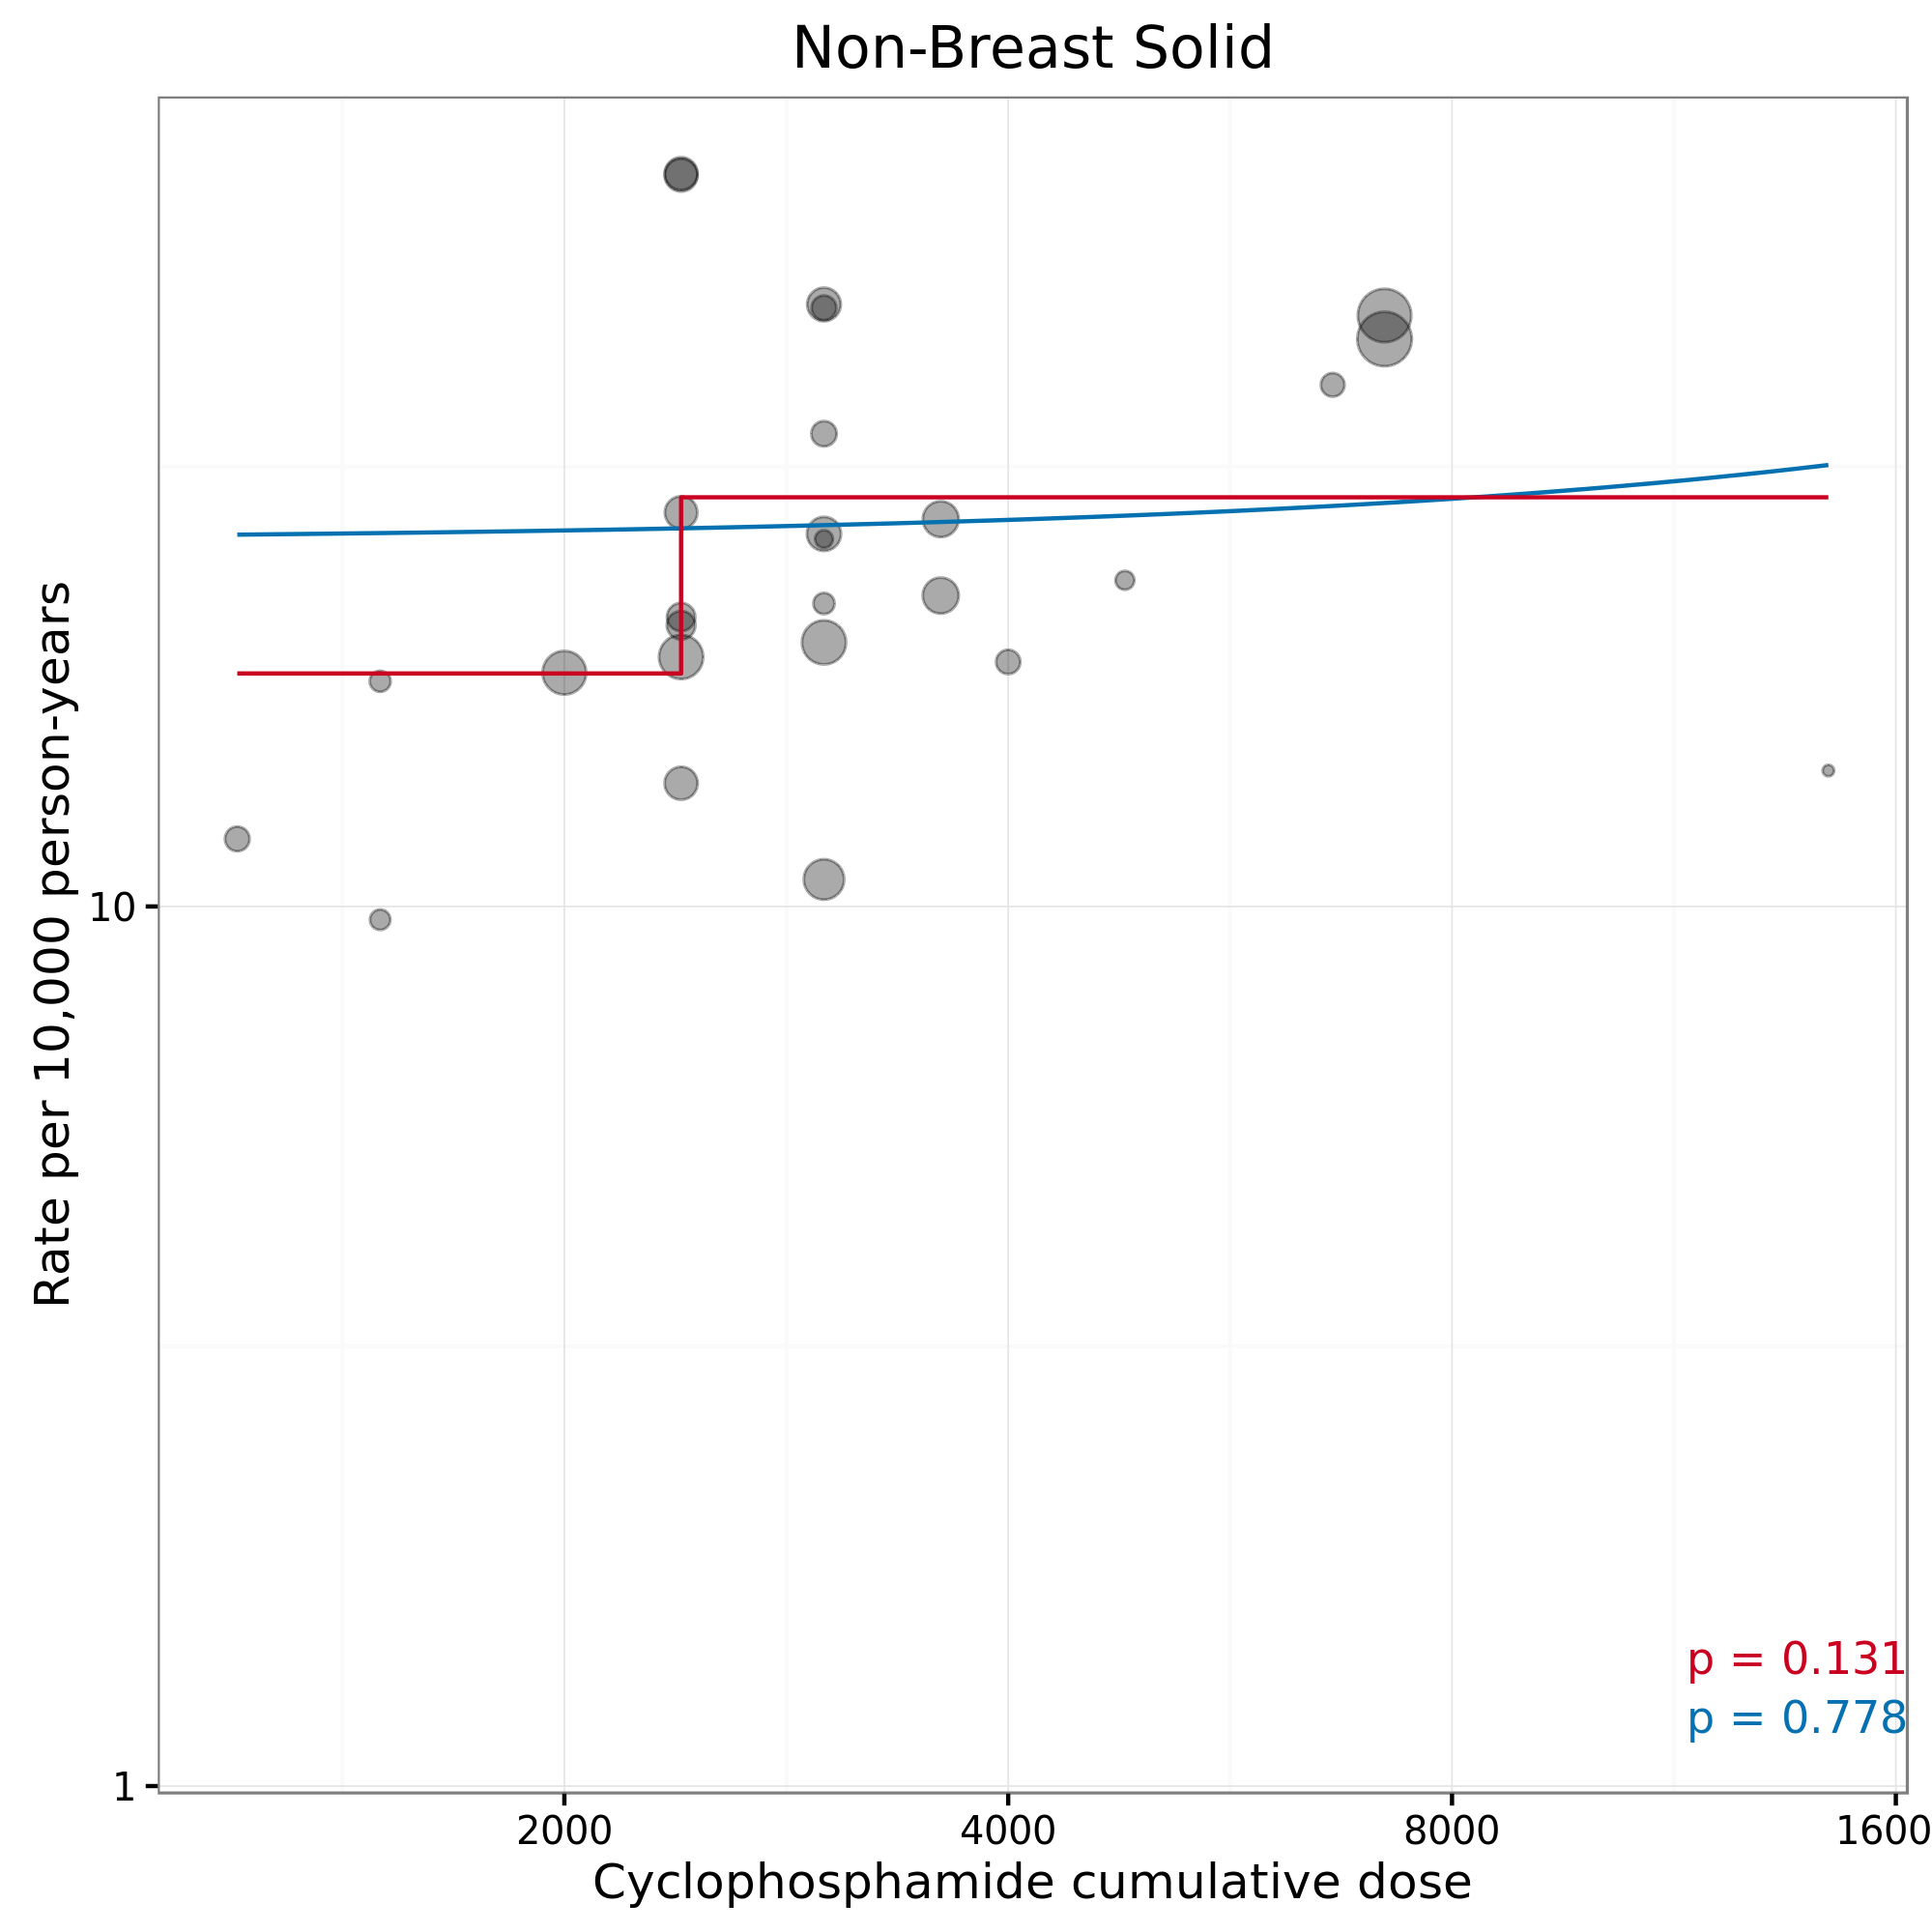 Non-Breast Solid
Rate per 10,000 person-years
10
1
p = 0.131
p = 0.778
2000 4000 8000 1600
Cyclophosphamide cumulative dose